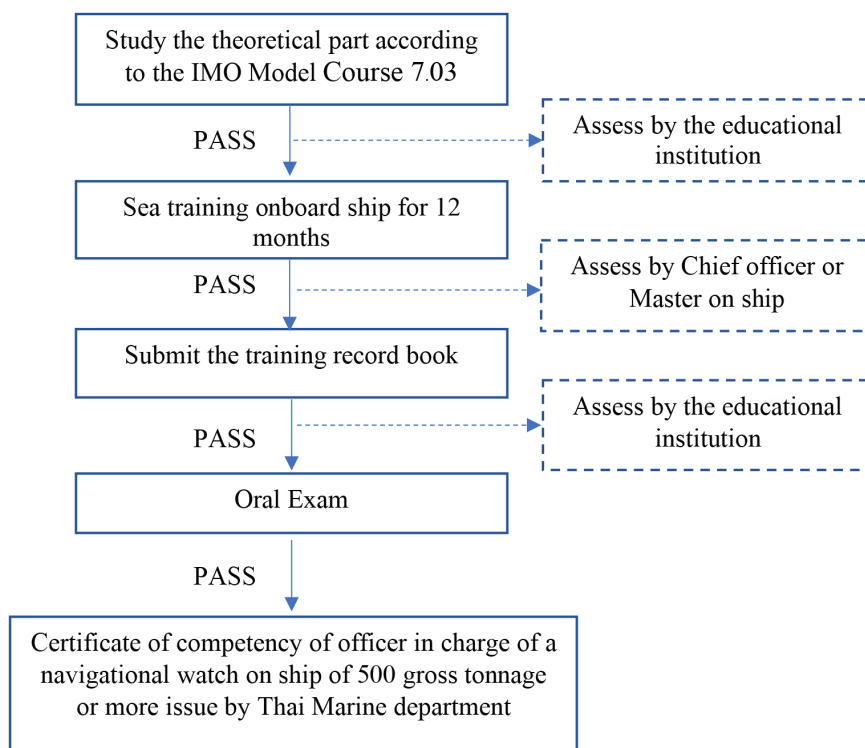 Study the theoretical part according
to the IMO Model Course 7.03
PASS
Assess by the educational
institution
Sea training onboard ship for 12
months
PASS
Assess by Chief officer or
Master on ship
Submit the training record book
PASS
Assess by the educational
institution
Oral Exam
PASS
Certificate of competency of officer in charge of a
navigational watch on ship of 500 gross tonnage
or more issue by Thai Marine department